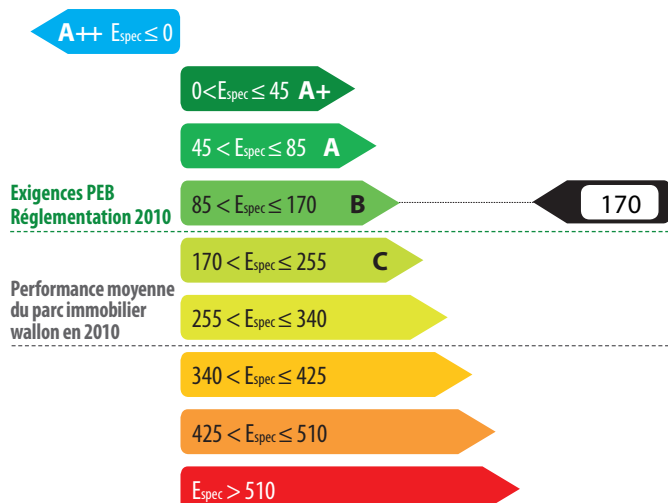 A++ Espec ≤ 0
0<Espec ≤ 45 A+
45 < Espec ≤ 85 A
Exigences PEB
Réglementation 2010
85 < Espec ≤ 170 B
170
170 < Espec ≤ 255 C
Performance moyenne
du parc immobilier
wallon en 2010
255 < Espec ≤ 340
340 < Espec ≤ 425
425 < Espec ≤ 510
Espec > 510